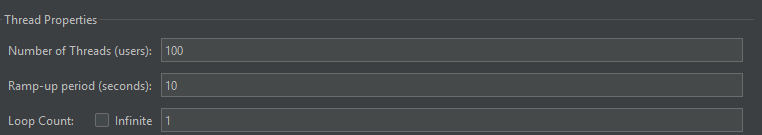 Thread Properties
Number of Threads (users): 100
Ramp-up period (seconds): 10
Loop Count: Infinite 1